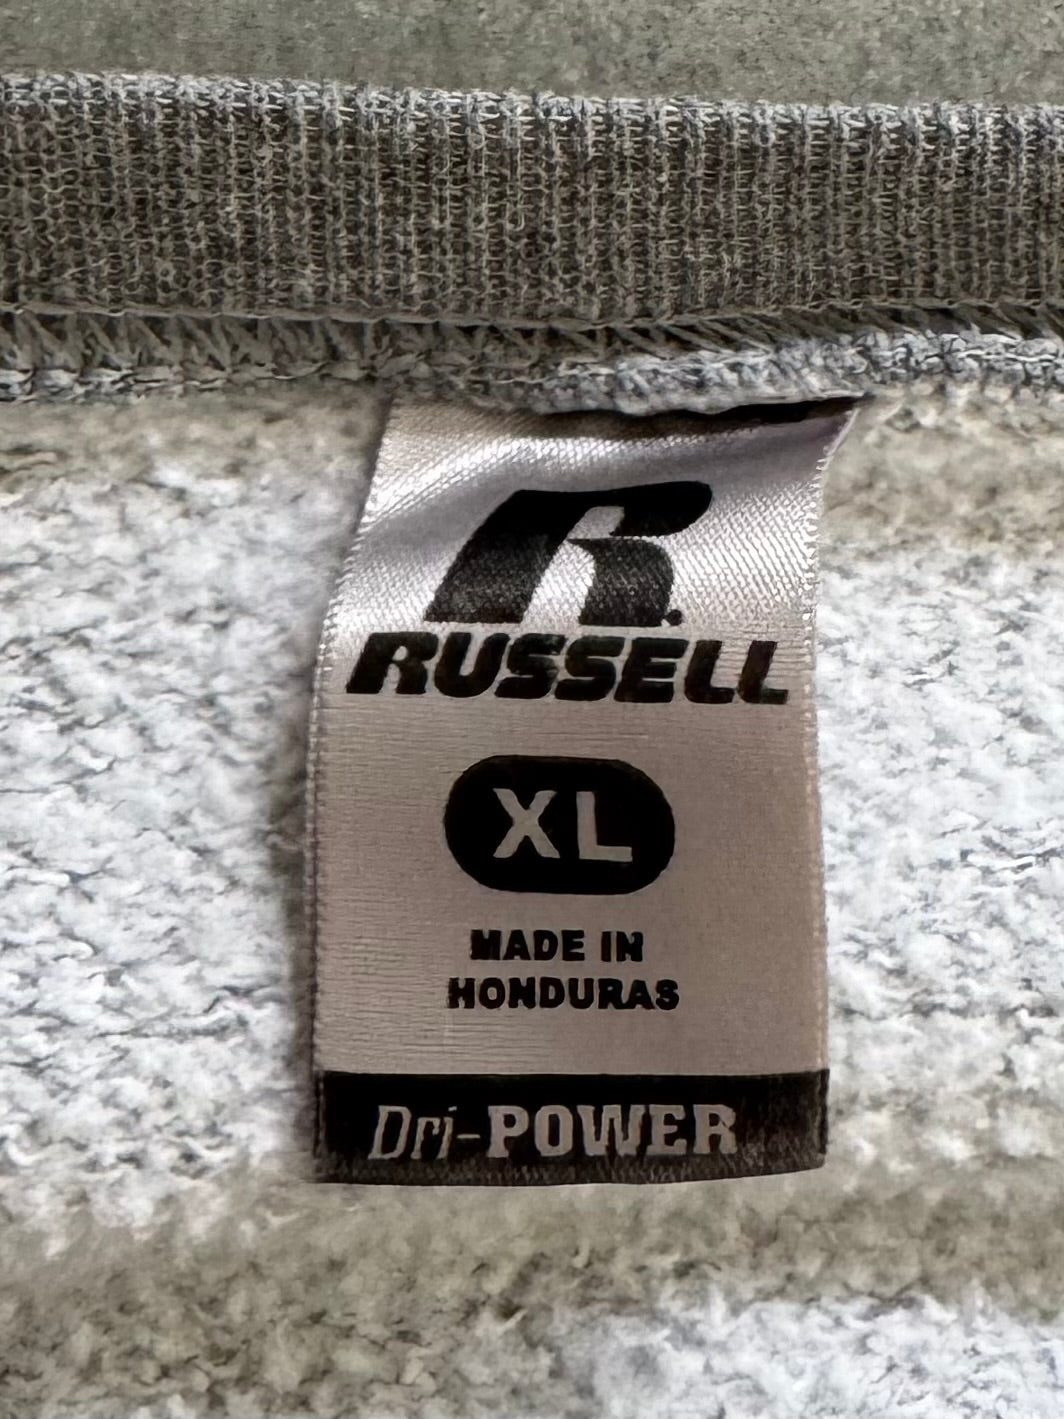 R.
RUSSELL
XL
MADE IN
HONDURAS
Dri-POWER